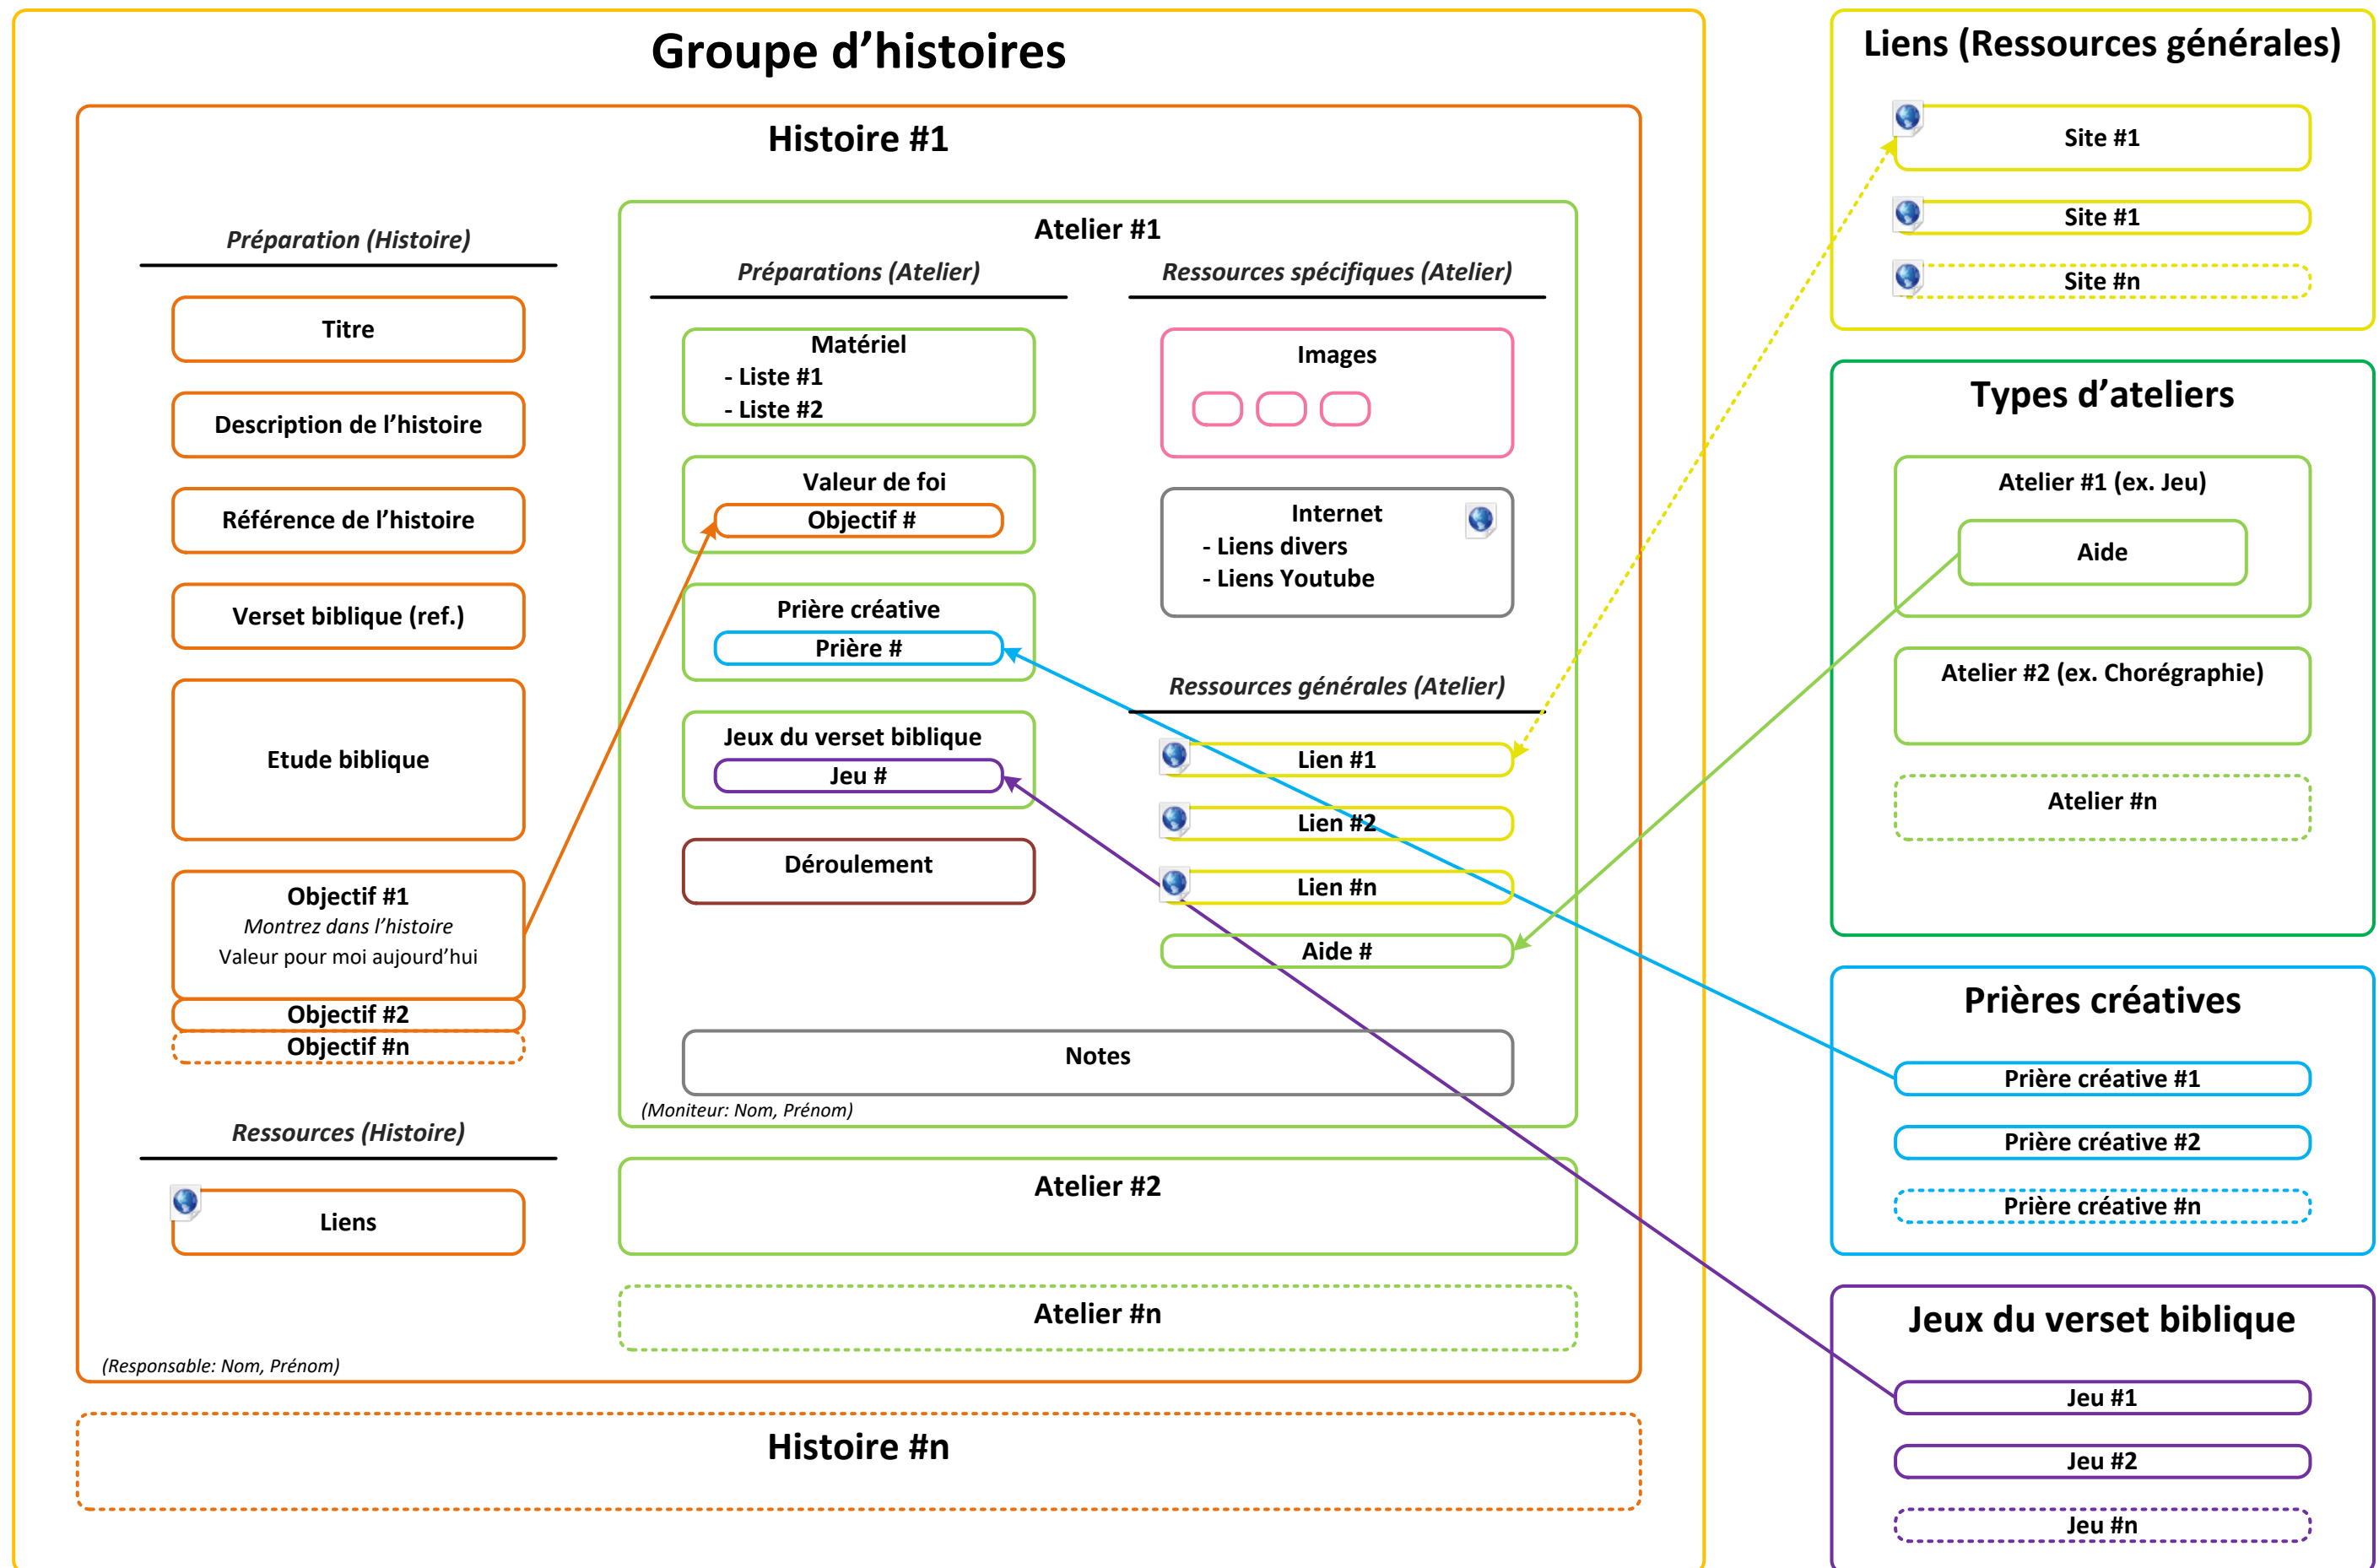 Groupe d’histoires
Histoire #1
Préparation (Histoire)
Titre
Description de l’histoire
Référence de l’histoire
Verset biblique (ref.)
Etude biblique
Objectif #1
Montrez dans l’histoire
Valeur pour moi aujourd’hui
Objectif #2
Objectif #n
Ressources (Histoire)
Liens
(Responsable: Nom, Prénom)
Atelier #1
Préparations (Atelier)
Matériel
- Liste #1
- Liste #2
Valeur de foi
Objectif #
Prière créative
Prière #
Jeux du verset biblique
Jeu #
Déroulement
Ressources spécifiques (Atelier)
Images
Internet
- Liens divers
- Liens Youtube
Ressources générales (Atelier)
Lien #1
Lien #2
Lien #n
Aide #
Notes
(Moniteur: Nom, Prénom)
Atelier #2
Atelier #n
Histoire #n
Liens (Ressources générales)
Site #1
Site #1
Site #n
Types d’ateliers
Atelier #1 (ex. Jeu)
Aide
Atelier #2 (ex. Chorégraphie)
Atelier #n
Prières créatives
Prière créative #1
Prière créative #2
Prière créative #n
Jeux du verset biblique
Jeu #1
Jeu #2
Jeu #n